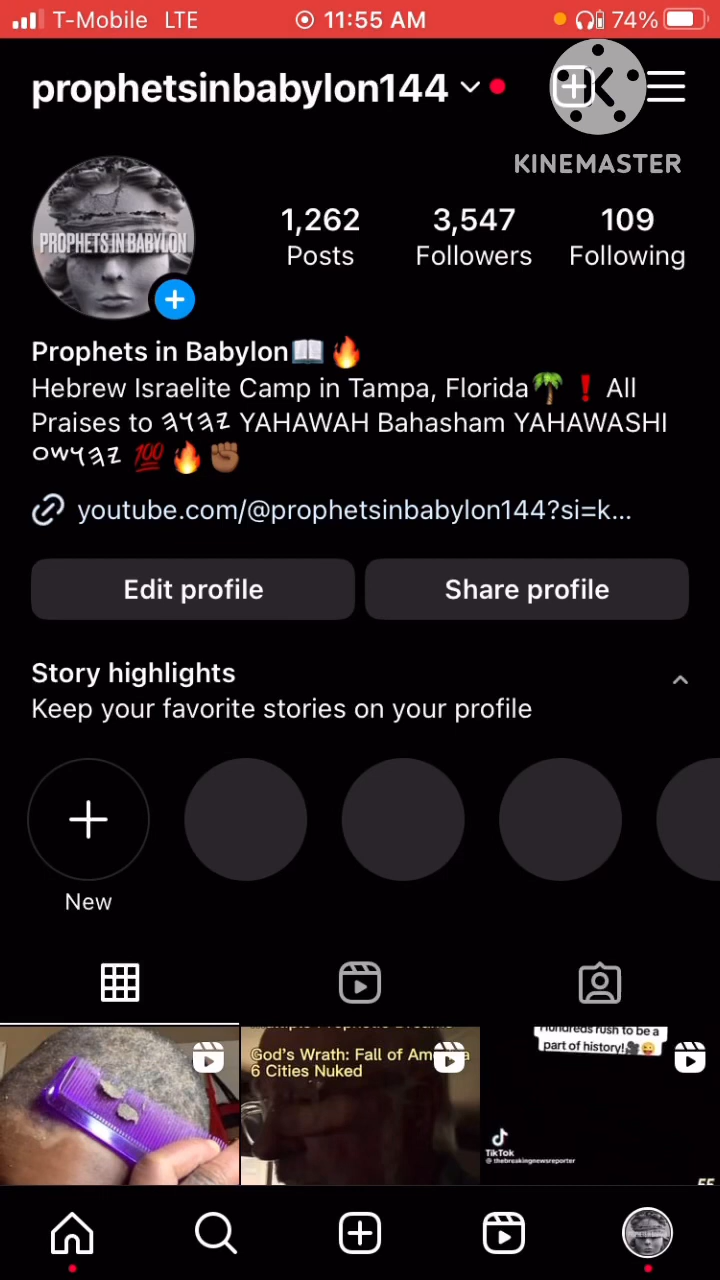 T-Mobile LTE 11:55 AM 74%
prophetsinbabylon144
KINEMASTER
PROPHETS IN BABYLON
1,262 3,547 109
Posts Followers Following
Prophets in Babylon📖🔥
Hebrew Israelite Camp in Tampa, Florida🌴❗ All
Praises to 𐤉𐤄𐤅𐤄 YAHAWAH Bahasham YAHAWASHI
𐤉𐤄𐤅𐤔𐤏 💯🔥✊🏾
youtube.com/@prophetsinbabylon144?si=k...
Edit profile Share profile
Story highlights
Keep your favorite stories on your profile
New
God's Wrath: Fall of America
6 Cities Nuked
Hundreds rush to be a
part of history!🎥😜
TikTok
@thebreakingnewsreporter